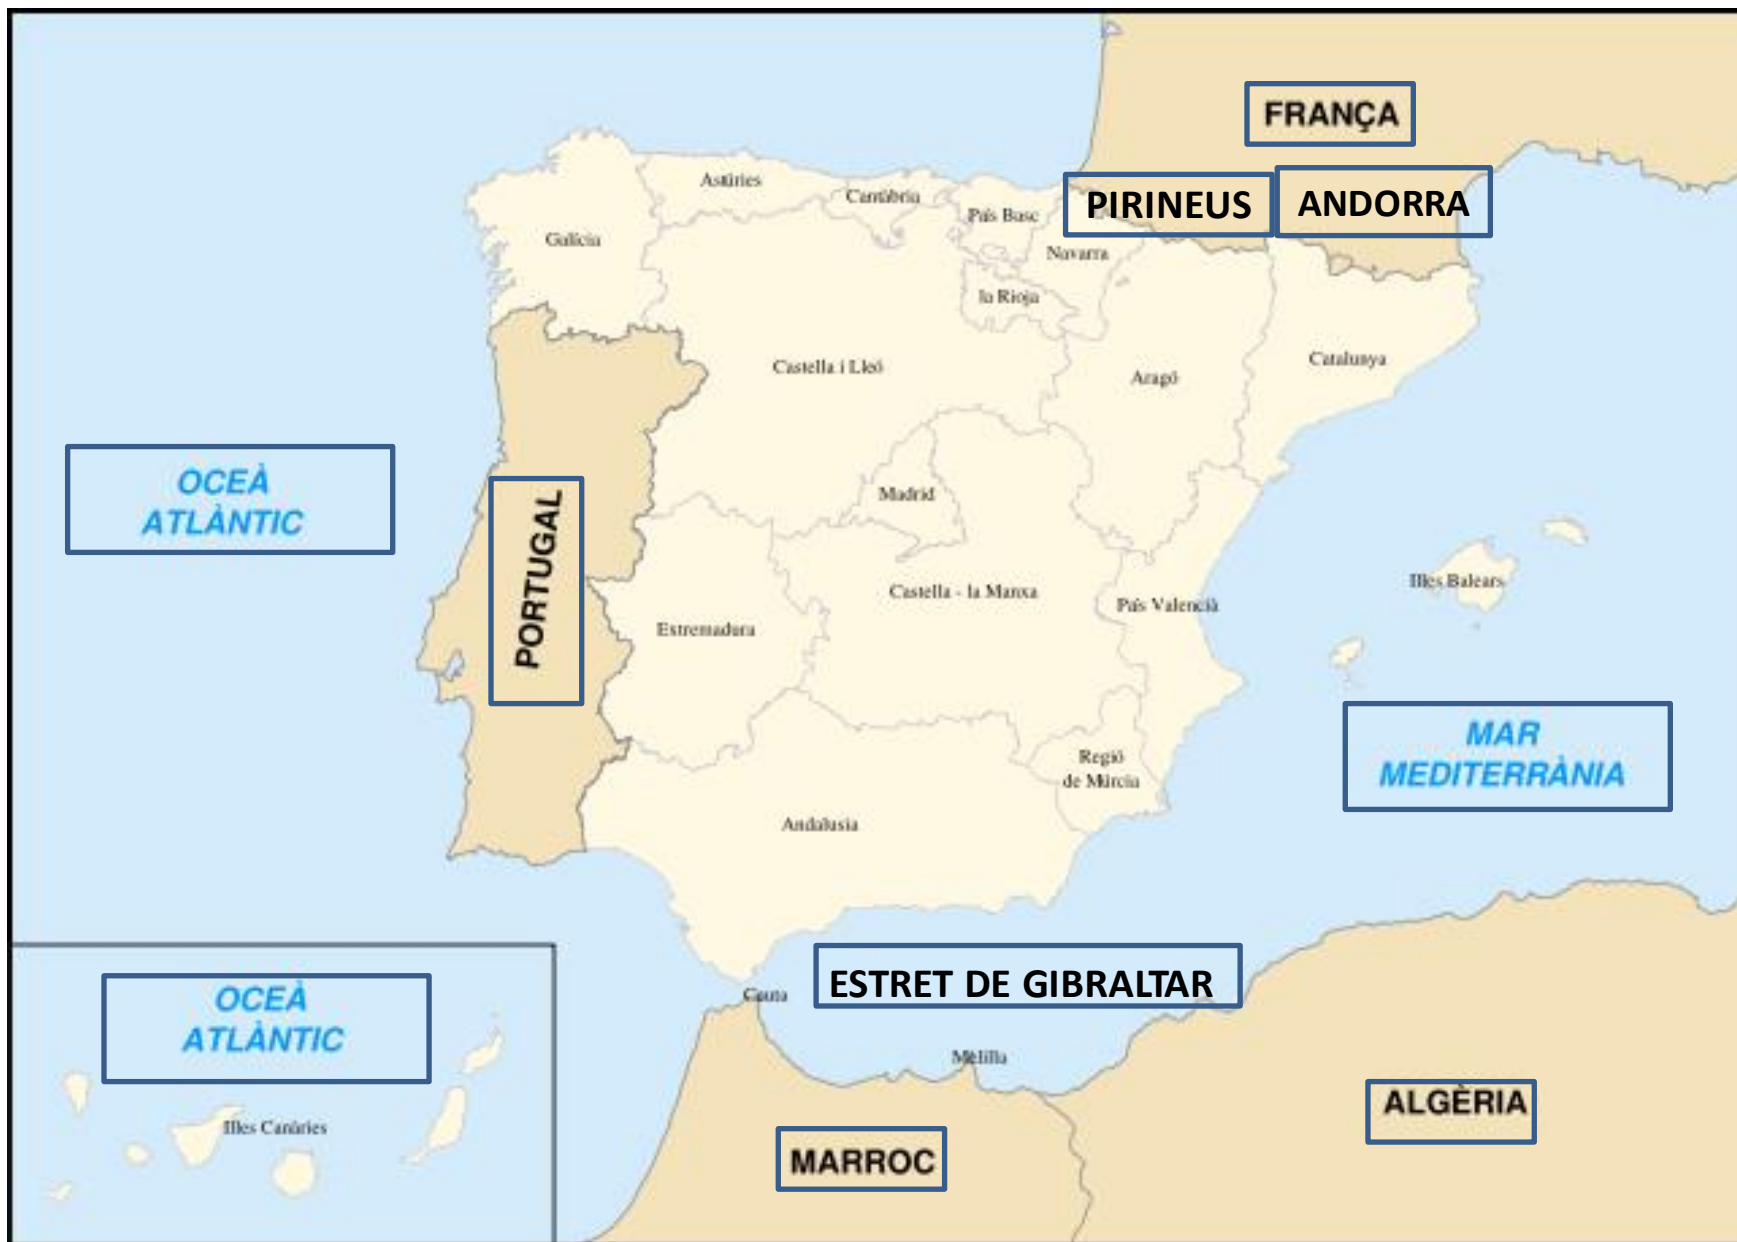 FRANÇA
PIRINEUS
ANDORRA
Astúries
Cantàbria
País Basc
Galícia
Navarra
la Rioja
Castella i Lleó
Aragó
Catalunya
OCEÀ
ATLÀNTIC
Madrid
PORTUGAL
Castella - la Manxa
País Valencià
Illes Balears
Extremadura
MAR
MEDITERRÀNIA
Regió
de Múrcia
Andalusia
ESTRET DE GIBRALTAR
Ceuta
OCEÀ
ATLÀNTIC
Melilla
Illes Canàries
ALGÈRIA
MARROC